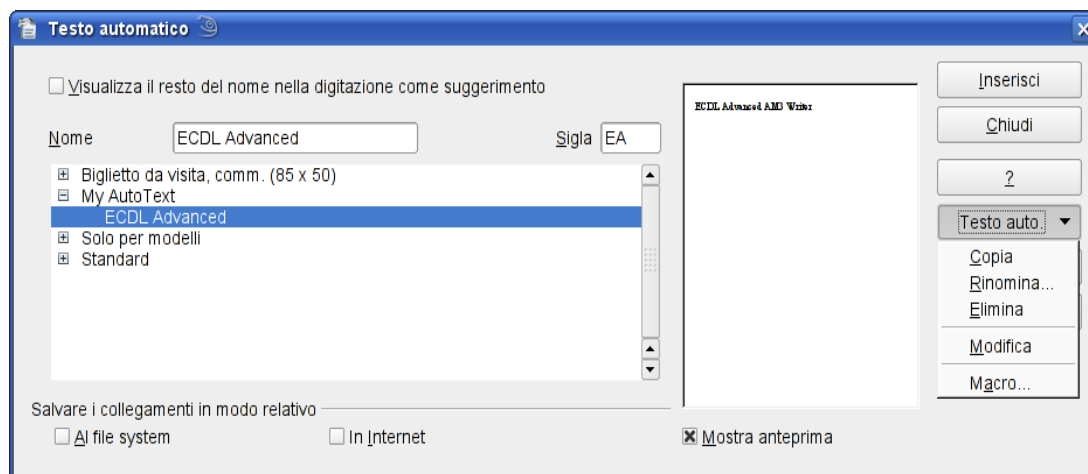 Testo automatico
Visualizza il resto del nome nella digitazione come suggerimento
Nome ECDL Advanced Sigla EA
Biglietto da visita, comm. (85 x 50)
My AutoText
ECDL Advanced
Solo per modelli
Standard
Salvare i collegamenti in modo relativo
Al file system In Internet
ECDL Advanced AM3 Writer
Mostra anteprima
Inserisci
Chiudi
?
Testo auto.
Copia
Rinomina...
Elimina
Modifica
Macro...